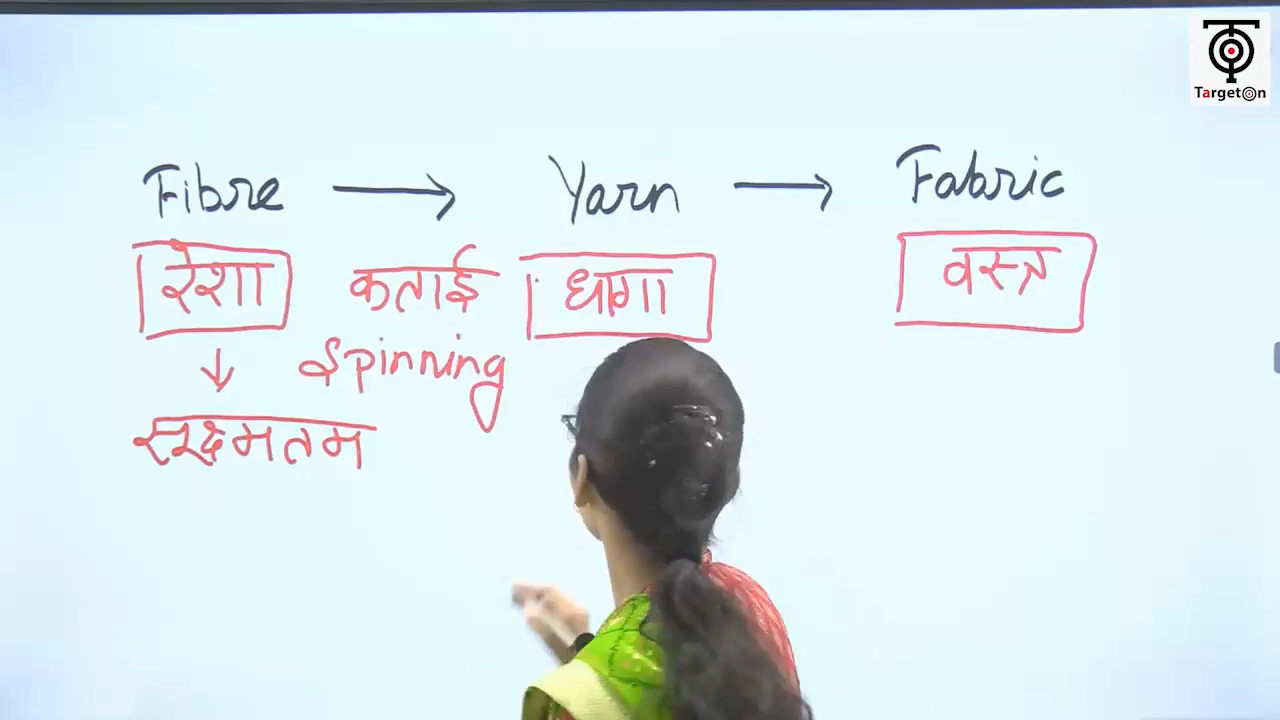 TargetOn
Fibre → Yarn → Fabric
रेशा कताई धागा वस्त्र
↓ Spinning
सूक्ष्मतम